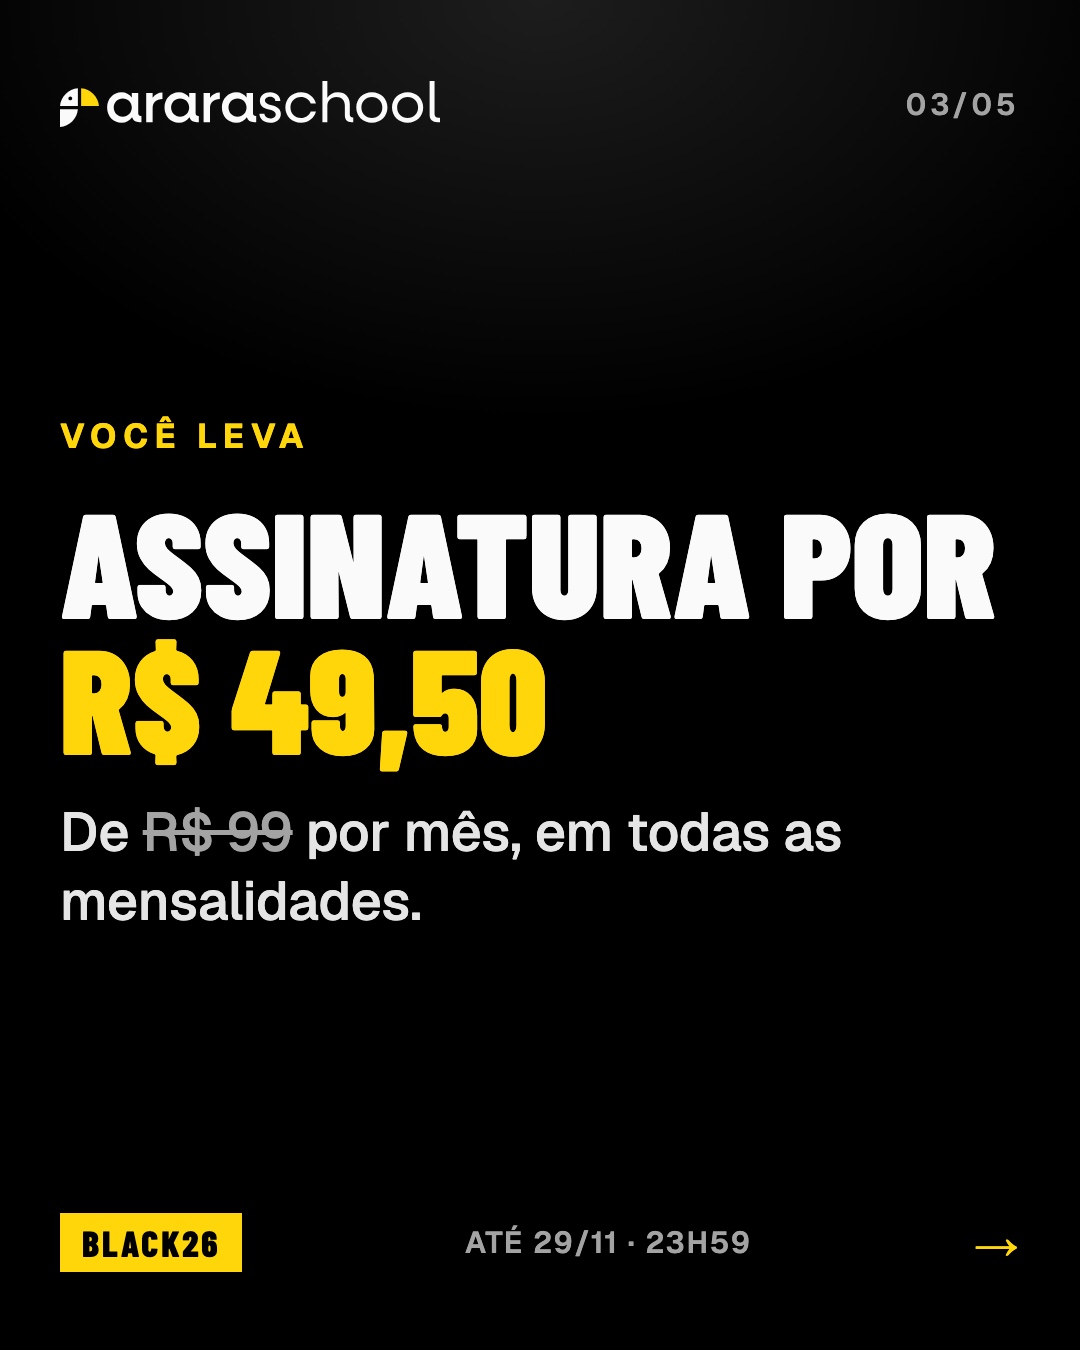 araraschool
03/05
VOCÊ LEVA
ASSINATURA POR
R$ 49,50
De R$ 99 por mês, em todas as
mensalidades.
BLACK26
ATÉ 29/11 · 23H59
→